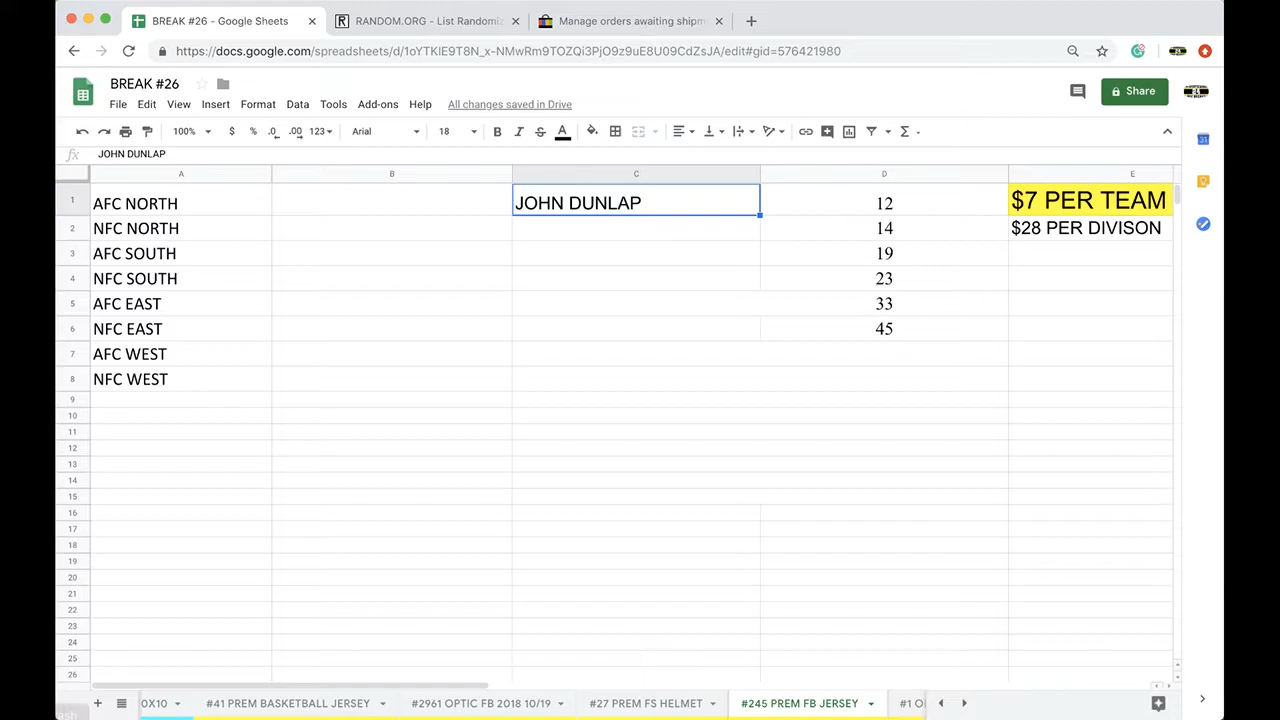 BREAK #26 - Google Sheets
RANDOM.ORG - List Randomi
Manage orders awaiting shipm
https://docs.google.com/spreadsheets/d/1oYTKlE9T8N_x-NMwRm9TOZQi3PjO9z9uE8U09CdZsJA/edit#gid=576421980
BREAK #26
File Edit View Insert Format Data Tools Add-ons Help All changes saved in Drive
Share
100% $ % .0 .00 123 Arial 18 B I S A Σ
fx JOHN DUNLAP
A B C D E
1 AFC NORTH JOHN DUNLAP 12 $7 PER TEAM
2 NFC NORTH 14 $28 PER DIVISON
3 AFC SOUTH 19
4 NFC SOUTH 23
5 AFC EAST 33
6 NFC EAST 45
7 AFC WEST
8 NFC WEST
9
10
11
12
13
14
15
16
17
18
19
20
21
22
23
24
25
26
0X10 #41 PREM BASKETBALL JERSEY #2961 OPTIC FB 2018 10/19 #27 PREM FS HELMET #245 PREM FB JERSEY #1 O